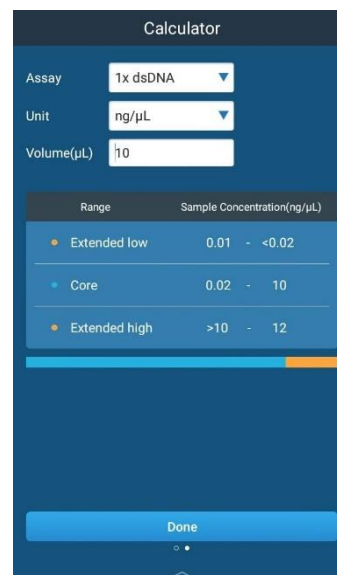 Calculator
Assay 1x dsDNA
Unit ng/µL
Volume(µL) 10
Range Sample Concentration(ng/µL)
Extended low 0.01 - <0.02
Core 0.02 - 10
Extended high >10 - 12
Done